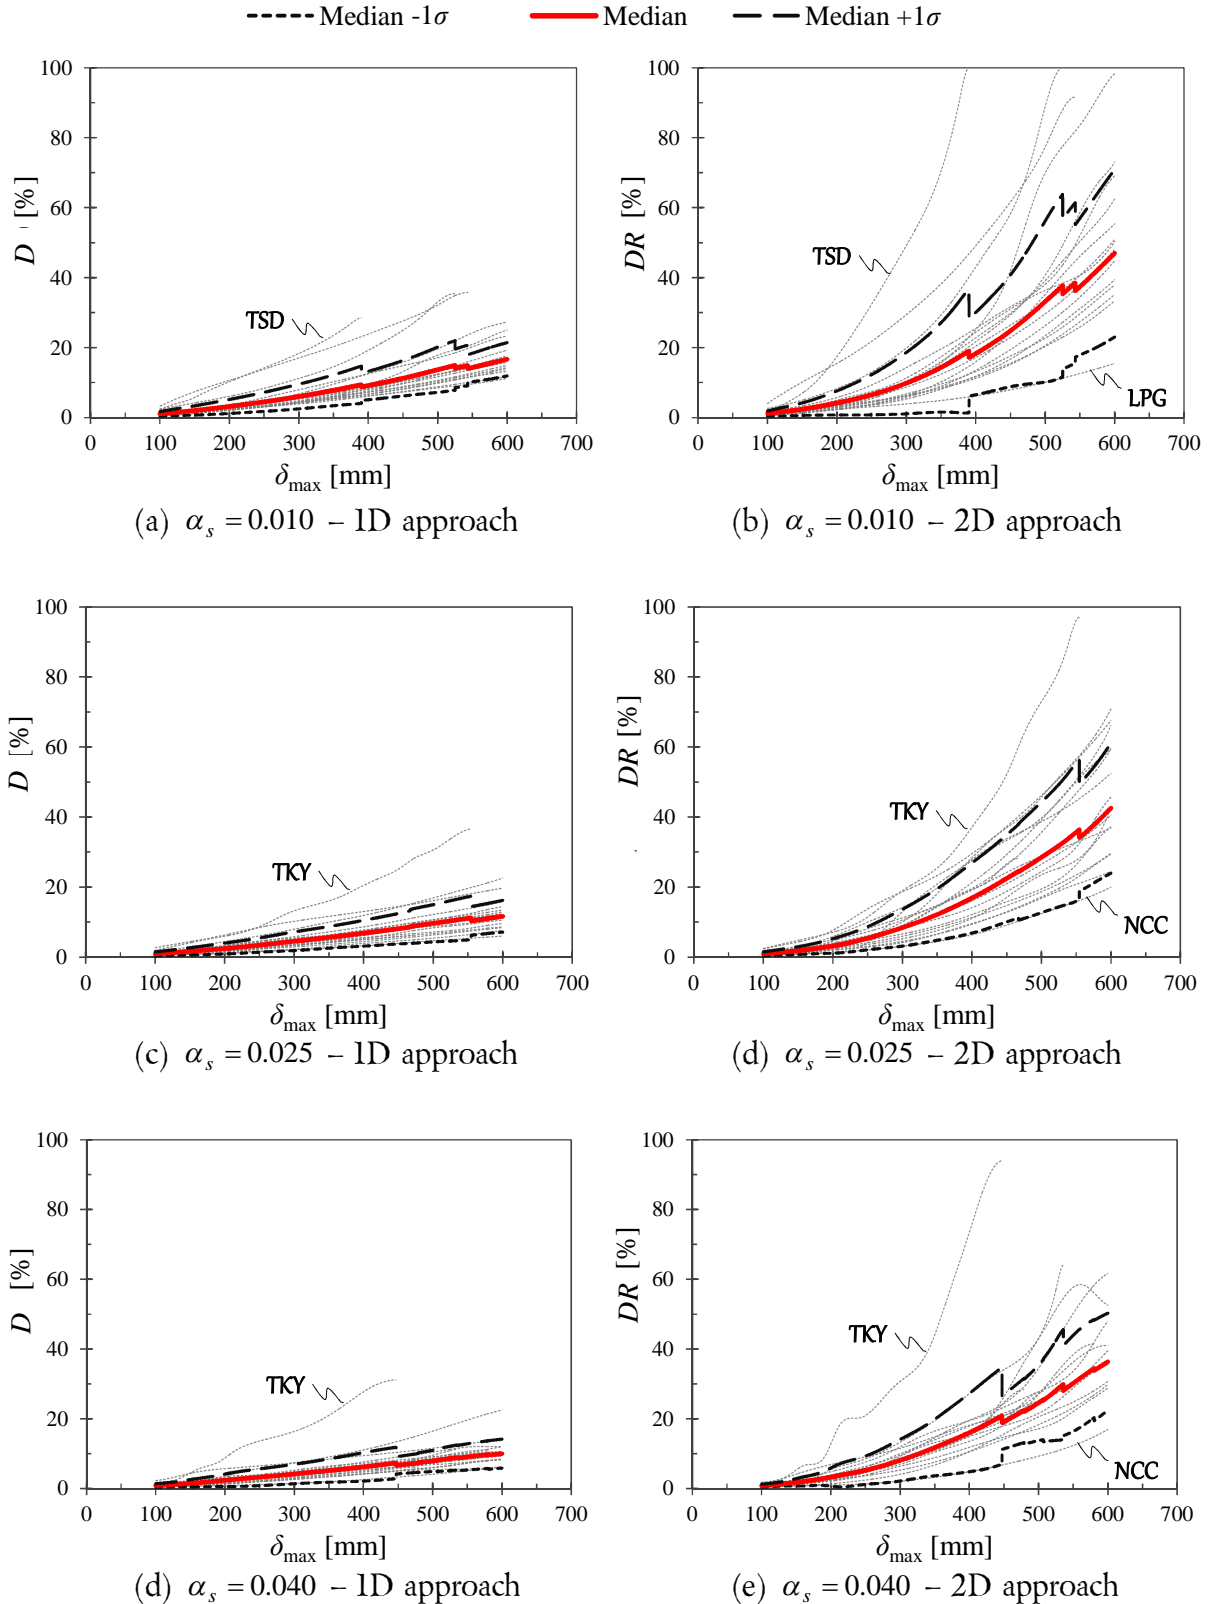 Median -1σ Median Median +1σ
100
80
60
40
20
0
D [%]
TSD
0 100 200 300 400 500 600 700
δmax [mm]
(a) αs = 0.010 – 1D approach
100
80
60
40
20
0
DR [%]
TSD
LPG
0 100 200 300 400 500 600 700
δmax [mm]
(b) αs = 0.010 – 2D approach
100
80
60
40
20
0
D [%]
TKY
0 100 200 300 400 500 600 700
δmax [mm]
(c) αs = 0.025 – 1D approach
100
80
60
40
20
0
DR [%]
TKY
NCC
0 100 200 300 400 500 600 700
δmax [mm]
(d) αs = 0.025 – 2D approach
100
80
60
40
20
0
D [%]
TKY
0 100 200 300 400 500 600 700
δmax [mm]
(d) αs = 0.040 – 1D approach
100
80
60
40
20
0
DR [%]
TKY
NCC
0 100 200 300 400 500 600 700
δmax [mm]
(e) αs = 0.040 – 2D approach